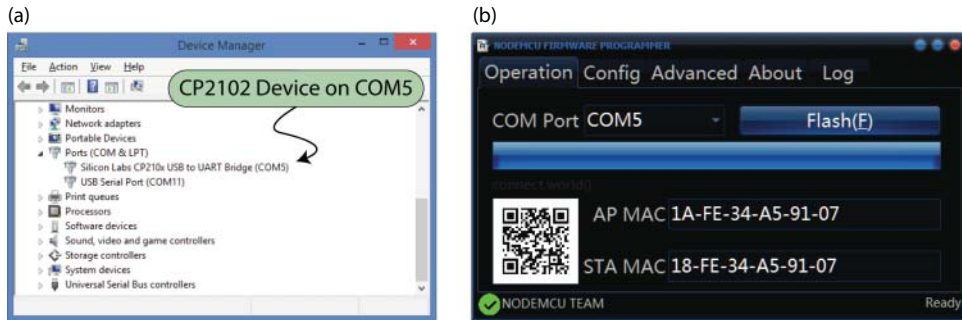 (a)
Device Manager
File Action View Help
CP2102 Device on COM5
Monitors
Network adapters
Portable Devices
Ports (COM & LPT)
Silicon Labs CP210x USB to UART Bridge (COM5)
USB Serial Port (COM11)
Print queues
Processors
Software devices
Sound, video and game controllers
Storage controllers
System devices
Universal Serial Bus controllers
(b)
NODEMCU FIRMWARE PROGRAMMER
Operation Config Advanced About Log
COM Port COM5 Flash(F)
connect.world()
AP MAC 1A-FE-34-A5-91-07
STA MAC 18-FE-34-A5-91-07
NODEMCU TEAM Ready